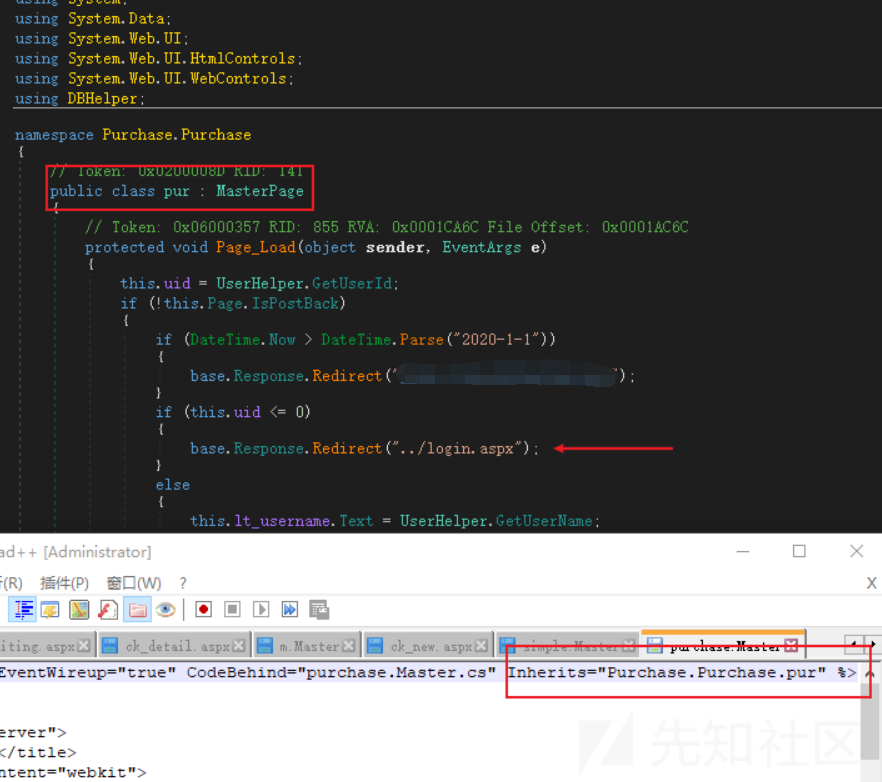 using System;
using System.Data;
using System.Web.UI;
using System.Web.UI.HtmlControls;
using System.Web.UI.WebControls;
using DBHelper;
namespace Purchase.Purchase
{
// Token: 0x0200008D RID: 141
public class pur : MasterPage
{
// Token: 0x06000357 RID: 855 RVA: 0x0001CA6C File Offset: 0x0001AC6C
protected void Page_Load(object sender, EventArgs e)
{
this.uid = UserHelper.GetUserId;
if (!this.Page.IsPostBack)
{
if (DateTime.Now > DateTime.Parse("2020-1-1"))
{
base.Response.Redirect("");
}
if (this.uid <= 0)
{
base.Response.Redirect("../login.aspx");
}
else
{
this.lt_username.Text = UserHelper.GetUserName;
ad++ [Administrator]
行(R) 插件(P) 窗口(W) ? X
iting.aspx ck_detail.aspx m.Master ck_new.aspx simple.Master purchase.Master
EventWireup="true" CodeBehind="purchase.Master.cs" Inherits="Purchase.Purchase.pur" %>
erver">
</title>
ntent="webkit">
先知社区